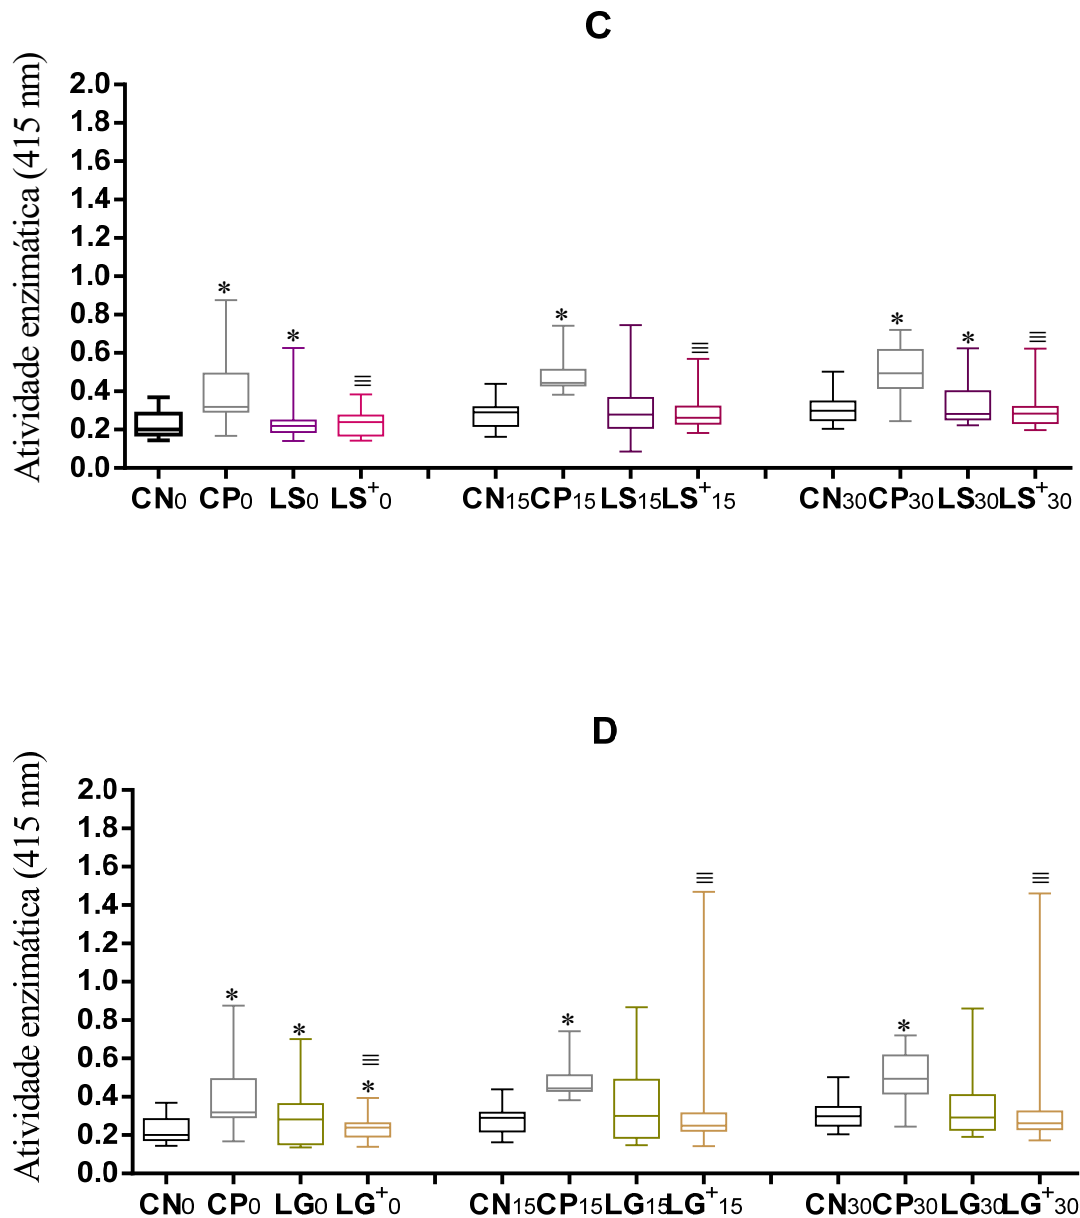 C
Atividade enzimática (415 nm)
2.0
1.8
1.6
1.4
1.2
1.0
0.8
0.6
0.4
0.2
0.0
* * ≡ * ≡ * * ≡
CN0 CP0 LS0 LS+0 CN15 CP15 LS15 LS+15 CN30 CP30 LS30 LS+30
D
Atividade enzimática (415 nm)
2.0
1.8
1.6
1.4
1.2
1.0
0.8
0.6
0.4
0.2
0.0
* * ≡ * * ≡ * ≡
CN0 CP0 LG0 LG+0 CN15 CP15 LG15 LG+15 CN30 CP30 LG30 LG+30